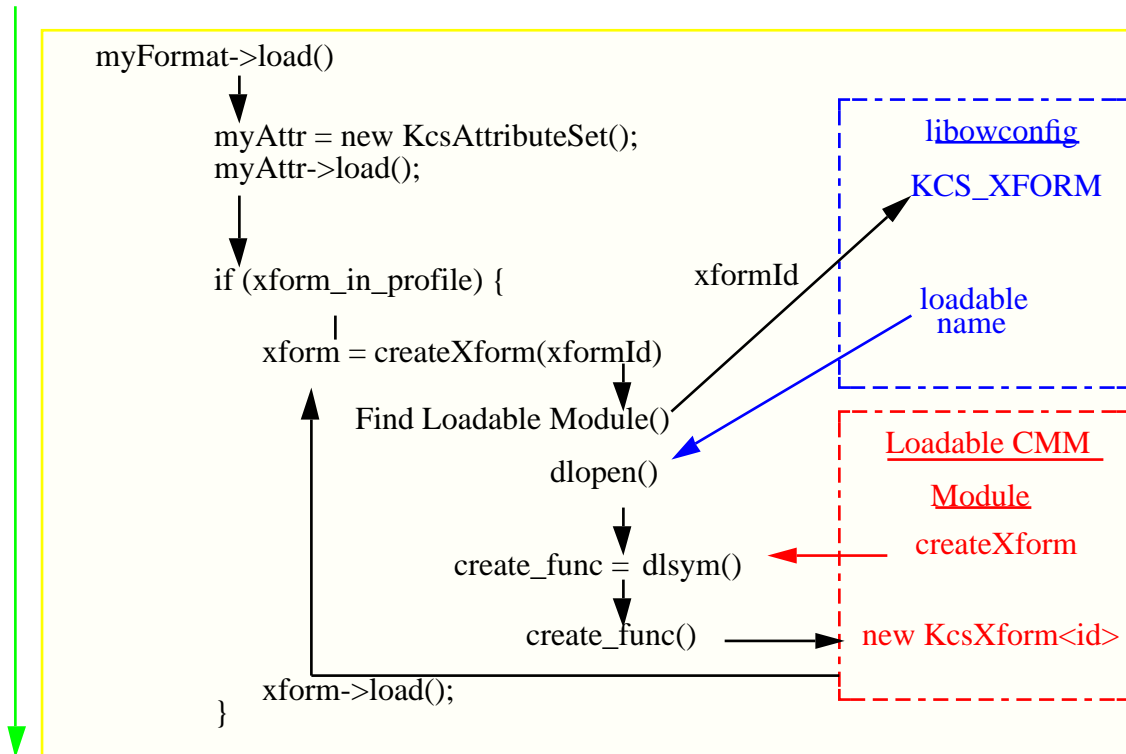 myFormat->load()
myAttr = new KcsAttributeSet();
myAttr->load();
if (xform_in_profile) {
xform = createXform(xformId)
Find Loadable Module()
dlopen()
create_func = dlsym()
create_func()
xform->load();
}
xformId
libowconfig
KCS_XFORM
loadable
name
Loadable CMM
Module
createXform
new KcsXform<id>